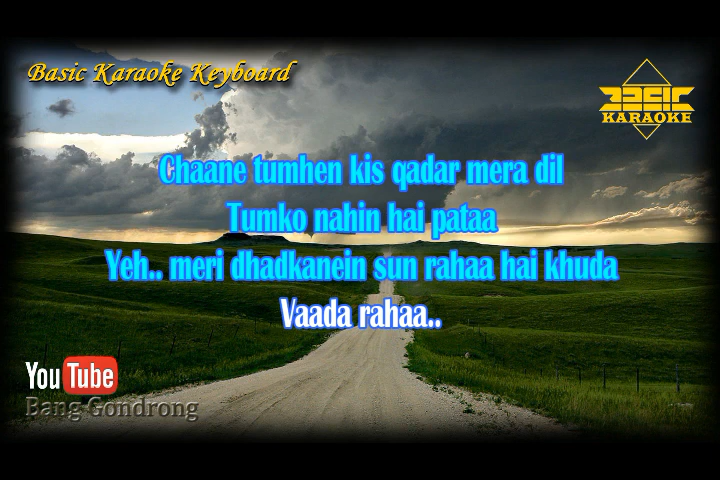 Basic Karaoke Keyboard
BASIC
KARAOKE
Chaane tumhen kis qadar mera dil
Tumko nahin hai pataa
Yeh.. meri dhadkanein sun rahaa hai khuda
Vaada rahaa..
YouTube
Bang Gondrong